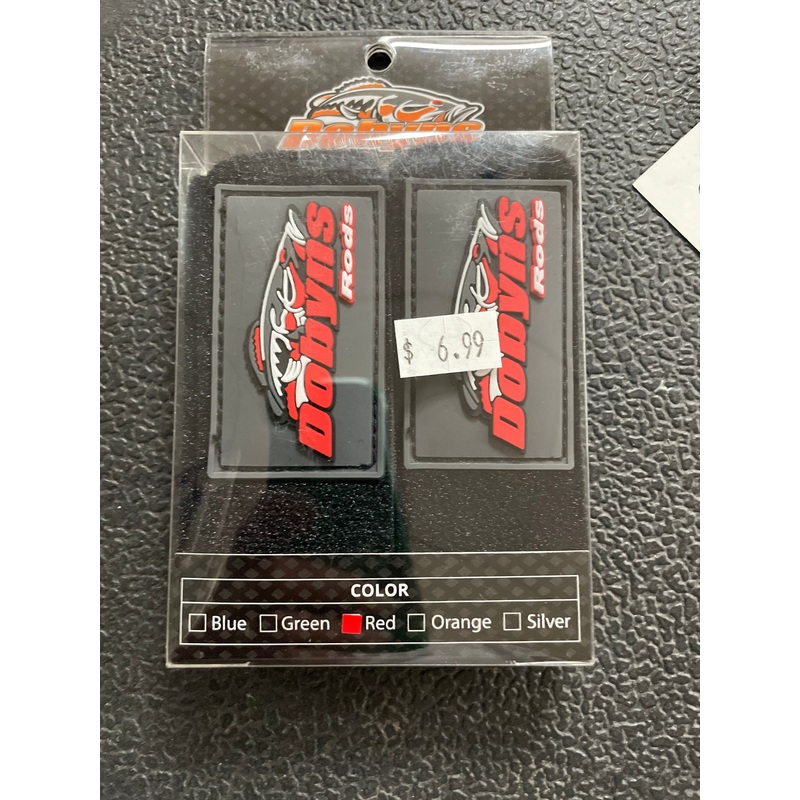 Dobyns
Dobyns
Rods
Dobyns
Rods
$ 6.99
COLOR
Blue Green Red Orange Silver